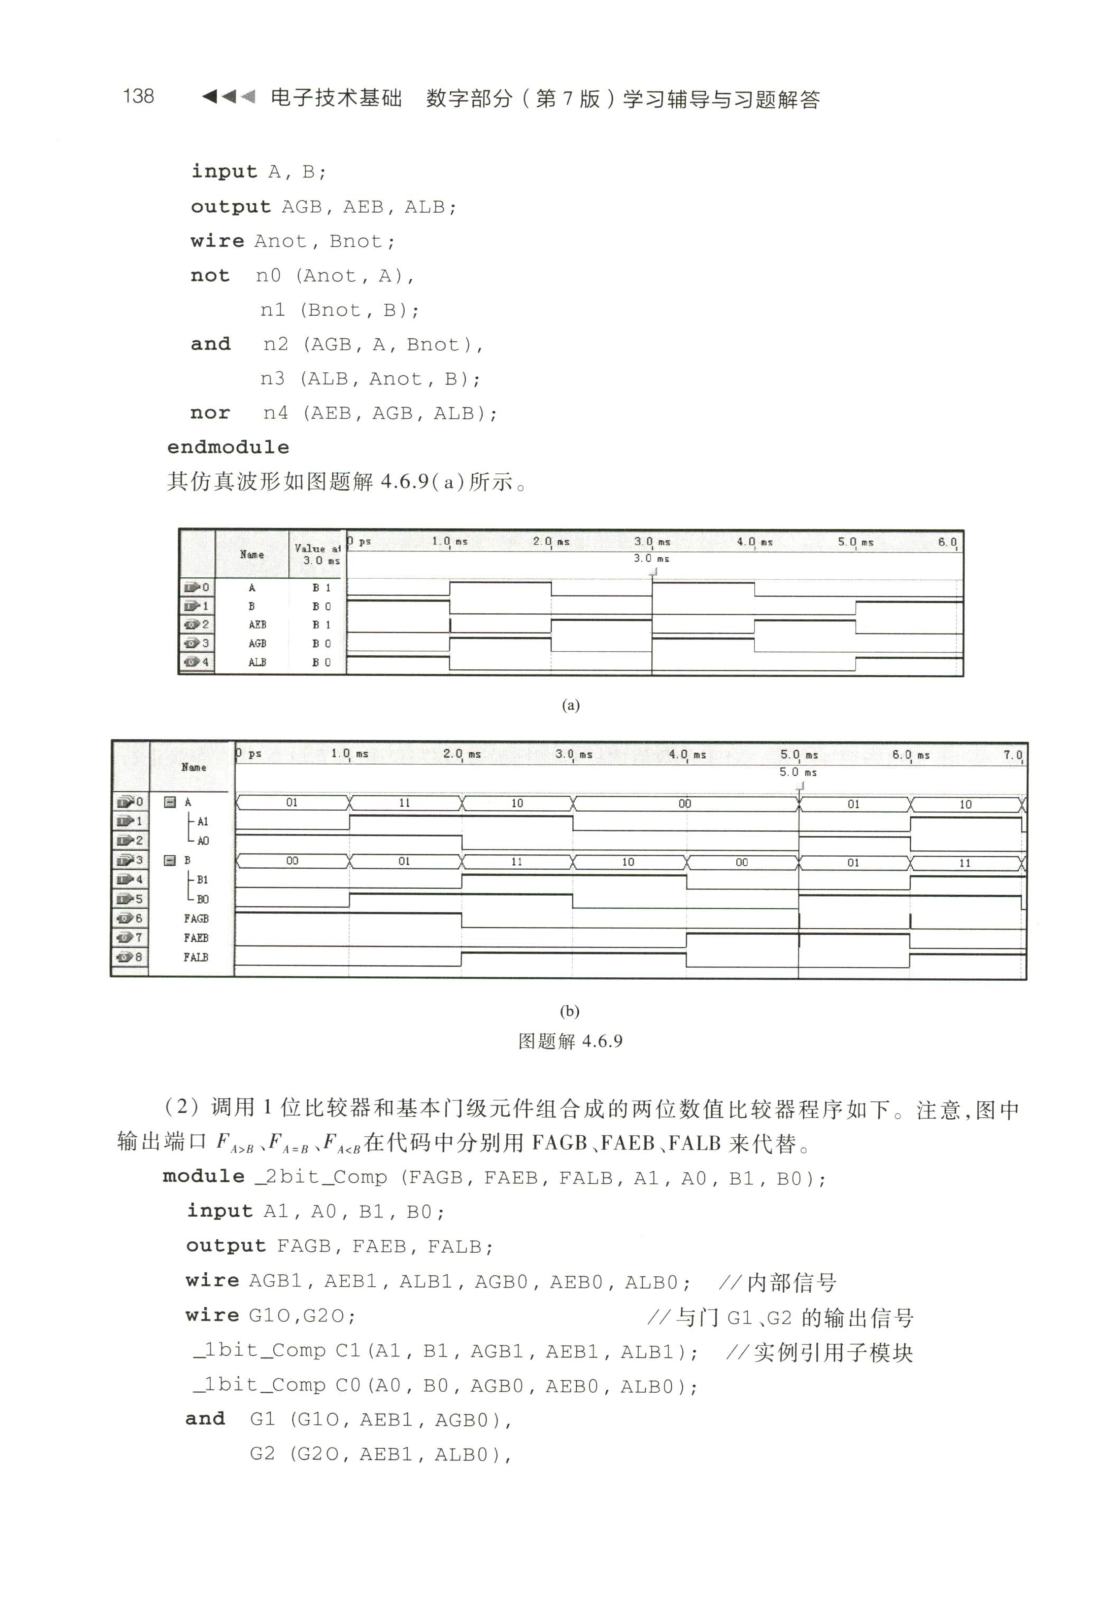 138 ◀◀◀ 电子技术基础 数字部分(第7版)学习辅导与习题解答
input A, B;
output AGB, AEB, ALB;
wire Anot, Bnot;
not n0 (Anot, A),
n1 (Bnot, B);
and n2 (AGB, A, Bnot),
n3 (ALB, Anot, B);
nor n4 (AEB, AGB, ALB);
endmodule
其仿真波形如图题解 4.6.9(a)所示。
Name Value at 3.0 ms 0 ps 1.0 ms 2.0 ms 3.0 ms 4.0 ms 5.0 ms 6.0
3.0 ms
0 A B 1
1 B B 0
2 AEB B 1
3 AGB B 0
4 ALB B 0
(a)
Name 0 ps 1.0 ms 2.0 ms 3.0 ms 4.0 ms 5.0 ms 6.0 ms 7.0
5.0 ms
0 A 01 11 10 00 01 10
1 A1
2 A0
3 B 00 01 11 10 00 01 11
4 B1
5 B0
6 FAGB
7 FAEB
8 FALB
(b)
图题解 4.6.9
(2) 调用 1 位比较器和基本门级元件组合成的两位数值比较器程序如下。注意,图中
输出端口 F_{A>B}、F_{A=B}、F_{A<B}在代码中分别用 FAGB、FAEB、FALB 来代替。
module _2bit_Comp (FAGB, FAEB, FALB, A1, A0, B1, B0);
input A1, A0, B1, B0;
output FAGB, FAEB, FALB;
wire AGB1, AEB1, ALB1, AGB0, AEB0, ALB0; //内部信号
wire G1O,G2O; //与门 G1、G2 的输出信号
_1bit_Comp C1(A1, B1, AGB1, AEB1, ALB1); //实例引用子模块
_1bit_Comp C0(A0, B0, AGB0, AEB0, ALB0);
and G1 (G1O, AEB1, AGB0),
G2 (G2O, AEB1, ALB0),